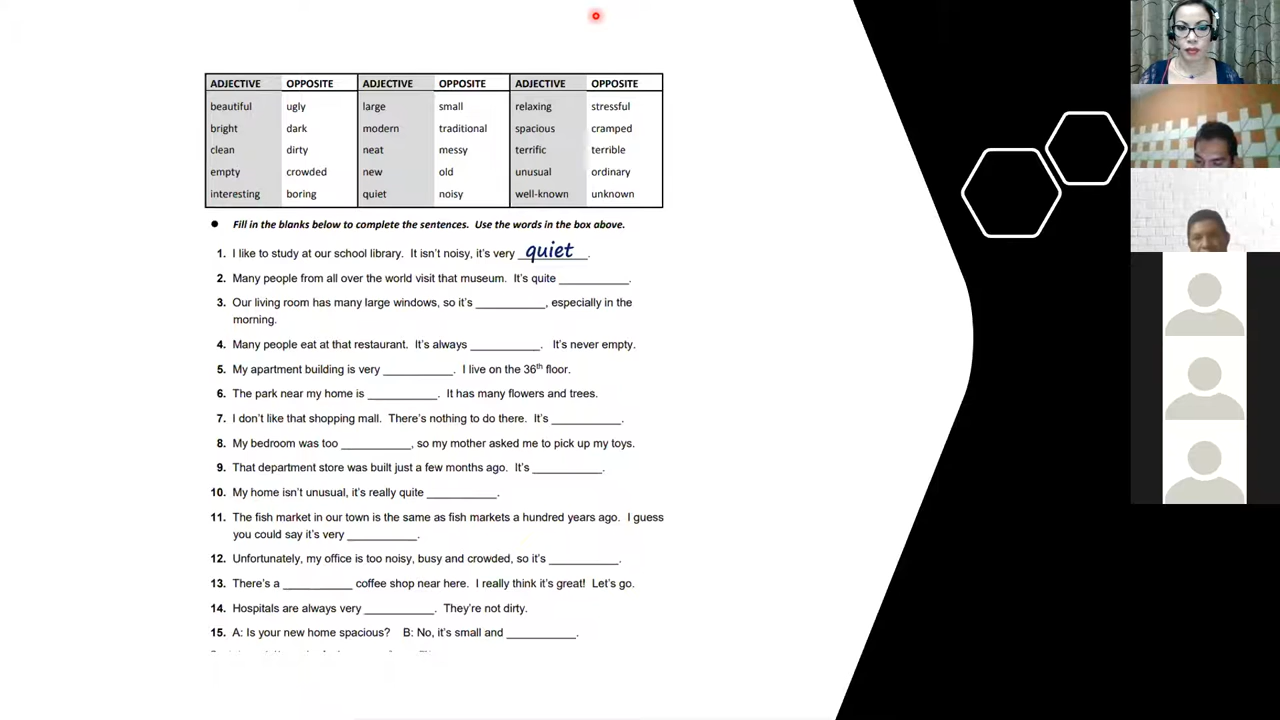 ADJECTIVE OPPOSITE ADJECTIVE OPPOSITE ADJECTIVE OPPOSITE
beautiful ugly large small relaxing stressful
bright dark modern traditional spacious cramped
clean dirty neat messy terrific terrible
empty crowded new old unusual ordinary
interesting boring quiet noisy well-known unknown
● Fill in the blanks below to complete the sentences. Use the words in the box above.
1. I like to study at our school library. It isn't noisy, it's very quiet.
2. Many people from all over the world visit that museum. It's quite ___________.
3. Our living room has many large windows, so it's ___________, especially in the
morning.
4. Many people eat at that restaurant. It's always ___________. It's never empty.
5. My apartment building is very ___________. I live on the 36th floor.
6. The park near my home is ___________. It has many flowers and trees.
7. I don't like that shopping mall. There's nothing to do there. It's ___________.
8. My bedroom was too ___________, so my mother asked me to pick up my toys.
9. That department store was built just a few months ago. It's ___________.
10. My home isn't unusual, it's really quite ___________.
11. The fish market in our town is the same as fish markets a hundred years ago. I guess
you could say it's very ___________.
12. Unfortunately, my office is too noisy, busy and crowded, so it's ___________.
13. There's a ___________ coffee shop near here. I really think it's great! Let's go.
14. Hospitals are always very ___________. They're not dirty.
15. A: Is your new home spacious? B: No, it's small and ___________.